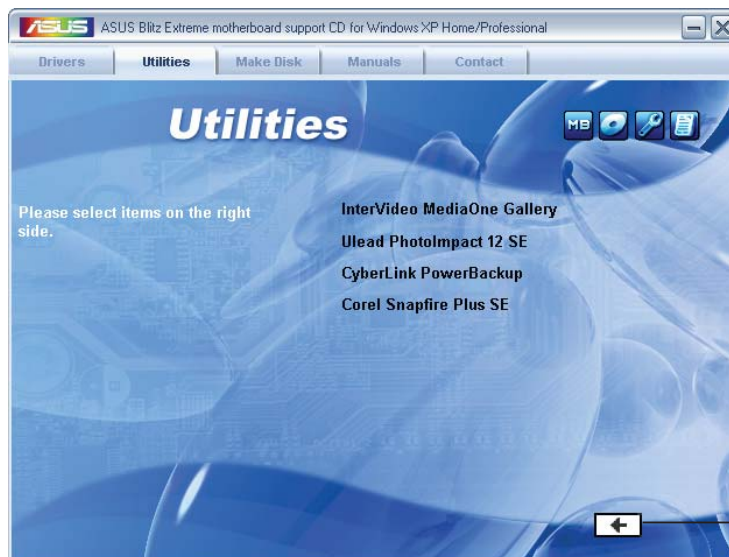 ASUS ASUS Blitz Extreme motherboard support CD for Windows XP Home/Professional
Drivers Utilities Make Disk Manuals Contact
Utilities
MB
Please select items on the right
side.
InterVideo MediaOne Gallery
Ulead PhotoImpact 12 SE
CyberLink PowerBackup
Corel Snapfire Plus SE